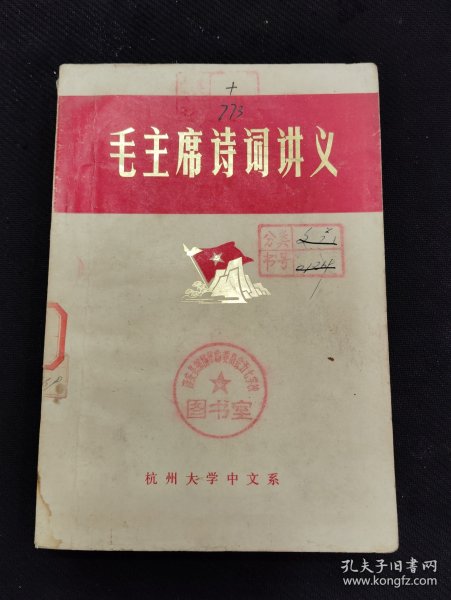 +
773
毛主席诗词讲义
分类
书号
图书室
杭州大学中文系
孔夫子旧书网
www.kongfz.com